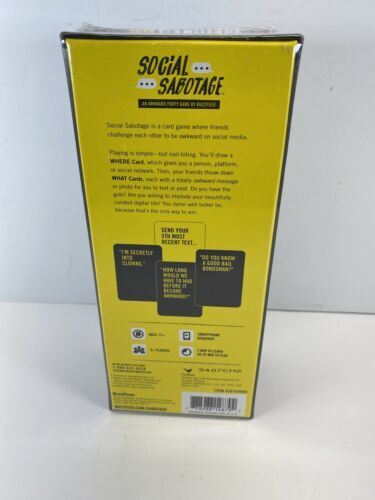 SOCIAL
SABOTAGE
AN AWKWARD PARTY GAME BY BUZZFEED
Social Sabotage is a card game where friends
challenge each other to be awkward on social media.
Playing is simple—but nail-biting. You'll draw a
WHERE Card, which gives you a person, platform,
or social network. Then, your friends throw down
WHAT Cards, each with a totally awkward message
or photo for you to text or post. Do you have the
guts? Are you willing to implode your beautifully
curated digital life? You damn well better be,
because that's the only way to win.
SEND YOUR
5TH MOST
RECENT TEXT...
"I'M SECRETLY
INTO
CLOWNS."
"HOW LONG
WOULD WE
HAVE TO HUG
BEFORE IT
BECAME
AWKWARD?"
"DO YOU KNOW
A GOOD BAIL
BONDSMAN?"
AGES 17+
SMARTPHONE
REQUIRED
3+ PLAYERS
BuzzFeed
BUZZFEED.COM/SABOTAGE